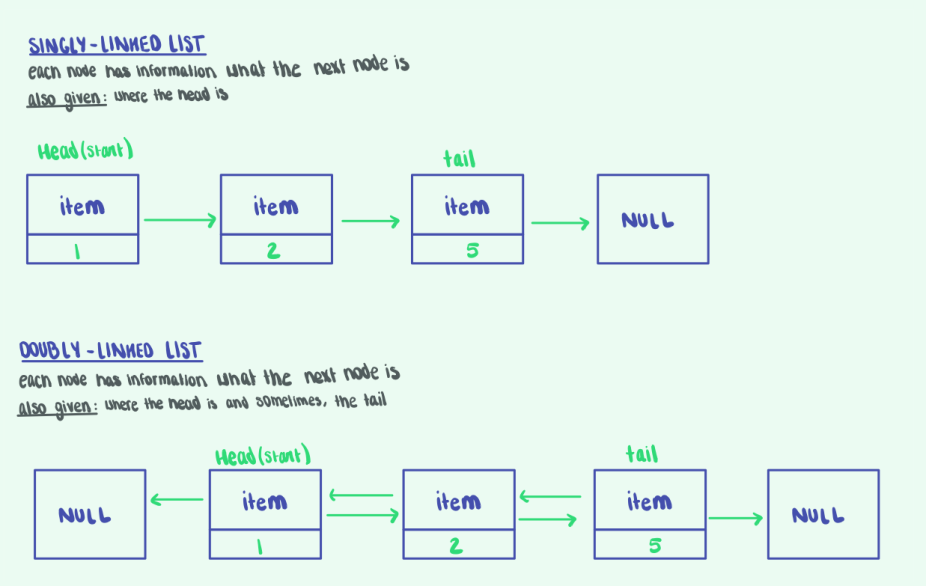 SINGLY-LINKED LIST
each node has information what the next node is
also given: where the head is
Head(start)
tail
item
item
item
NULL
1
2
5
DOUBLY-LINKED LIST
each node has information what the next node is
also given: where the head is and sometimes, the tail
Head(start)
tail
NULL
item
item
item
NULL
1
2
5